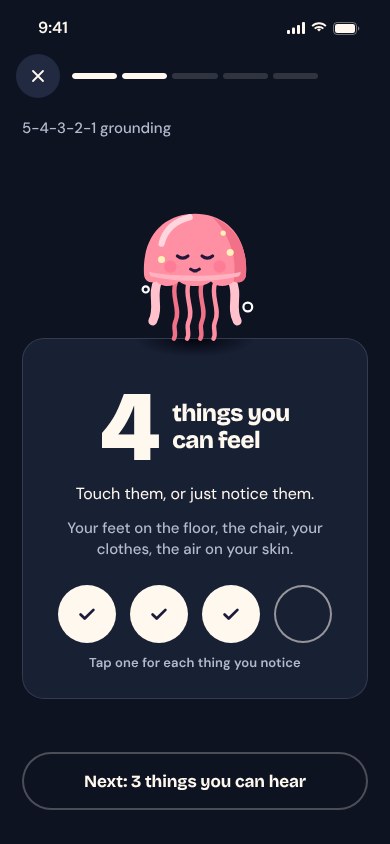 9:41
5-4-3-2-1 grounding
4 things you
can feel
Touch them, or just notice them.
Your feet on the floor, the chair, your
clothes, the air on your skin.
Tap one for each thing you notice
Next: 3 things you can hear